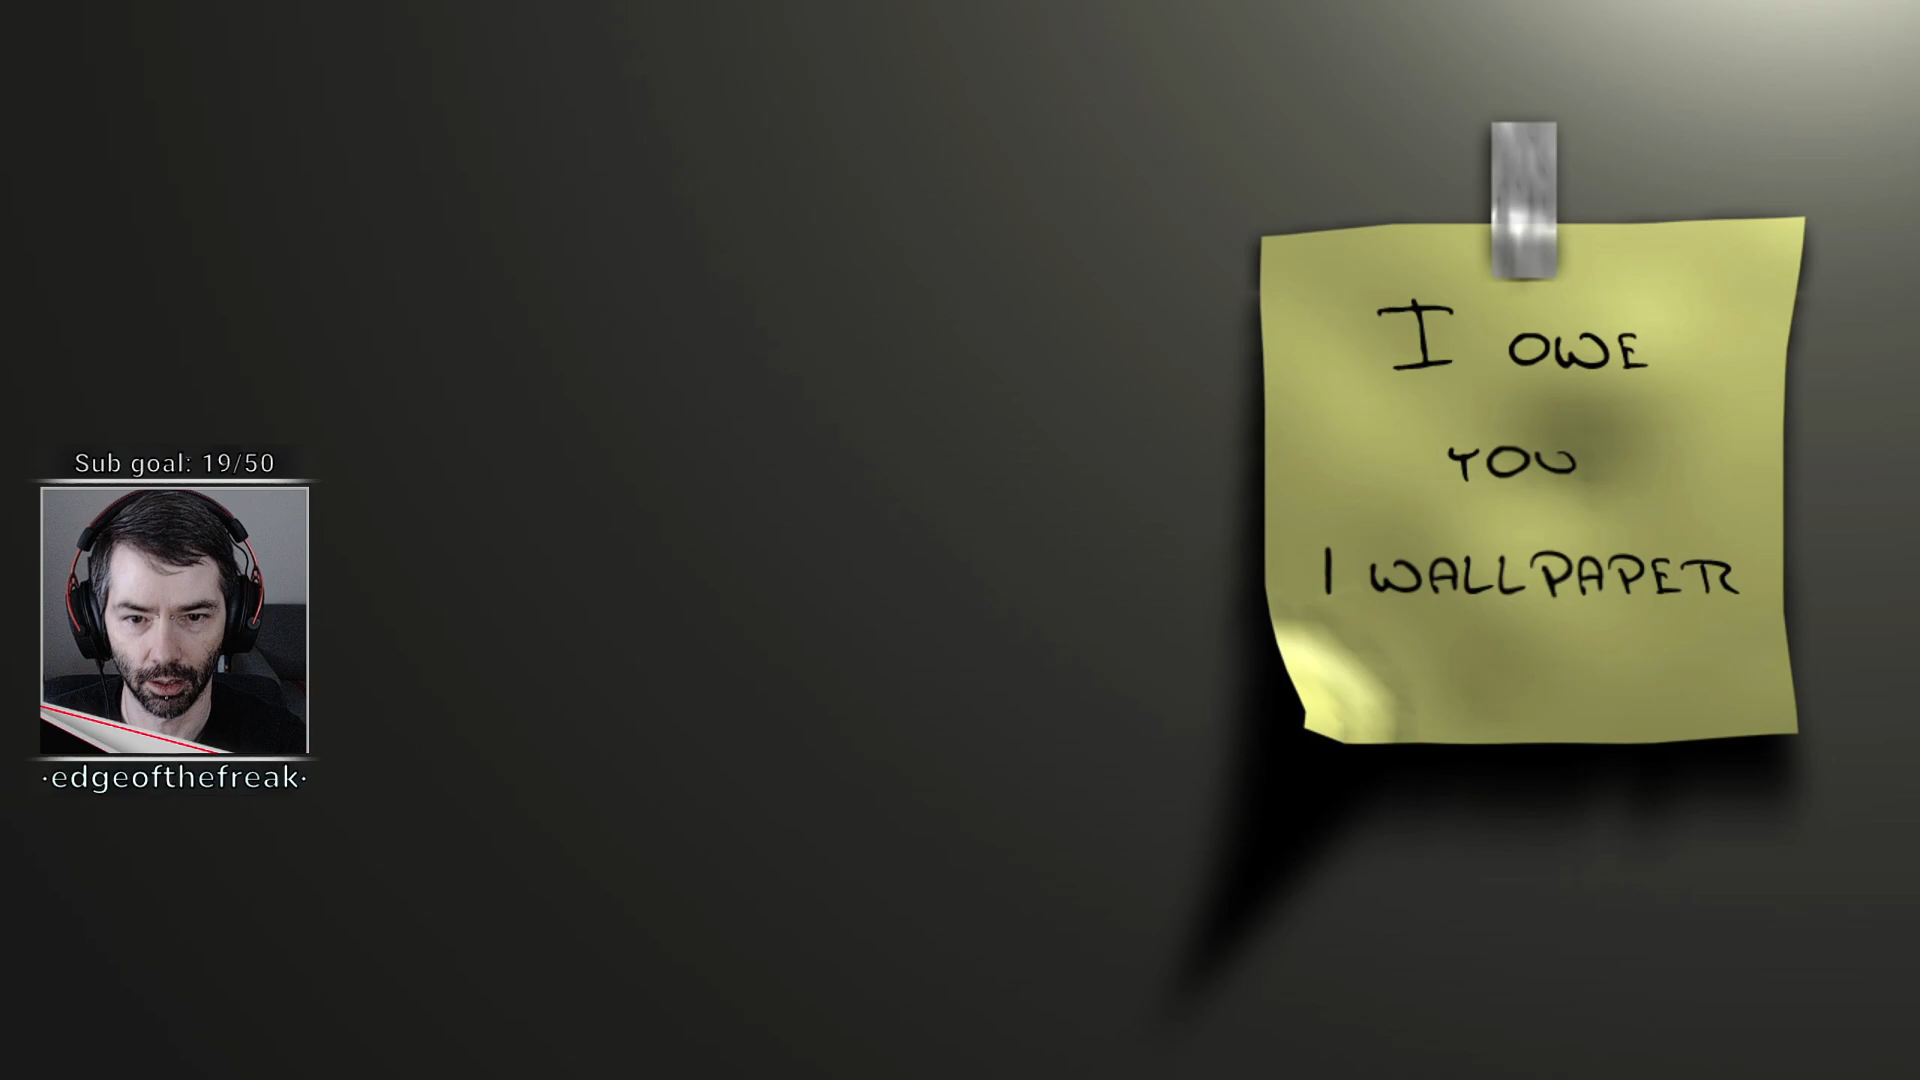 Sub goal: 19/50
·edgeofthefreak·
I OWE
YOU
1 WALLPAPER